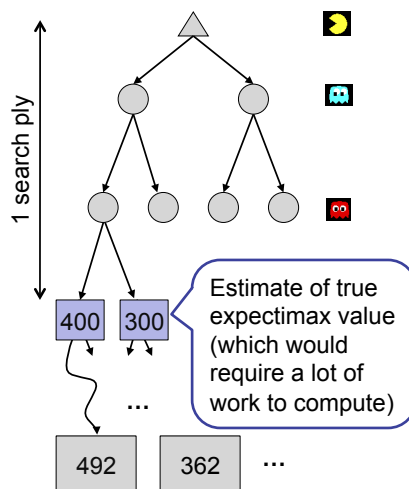 1 search ply
400
300
Estimate of true
expectimax value
(which would
require a lot of
work to compute)
...
492
362
...